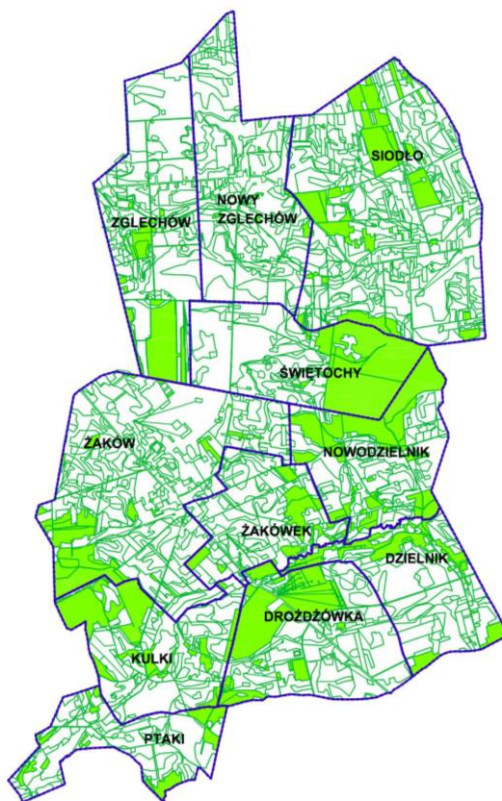 SIODŁO
NOWY
ZGLECHÓW
ZGLECHÓW
ŚWIĘTOCHY
ŻAKÓW
NOWODZIELNIK
ŻAKÓWEK
DZIELNIK
DROŻDŻÓWKA
KULKI
PTAKI